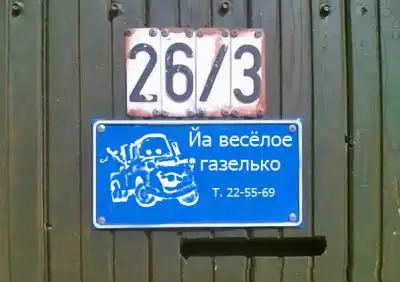 26/3
Йа весёлое
газелько
Т. 22-55-69